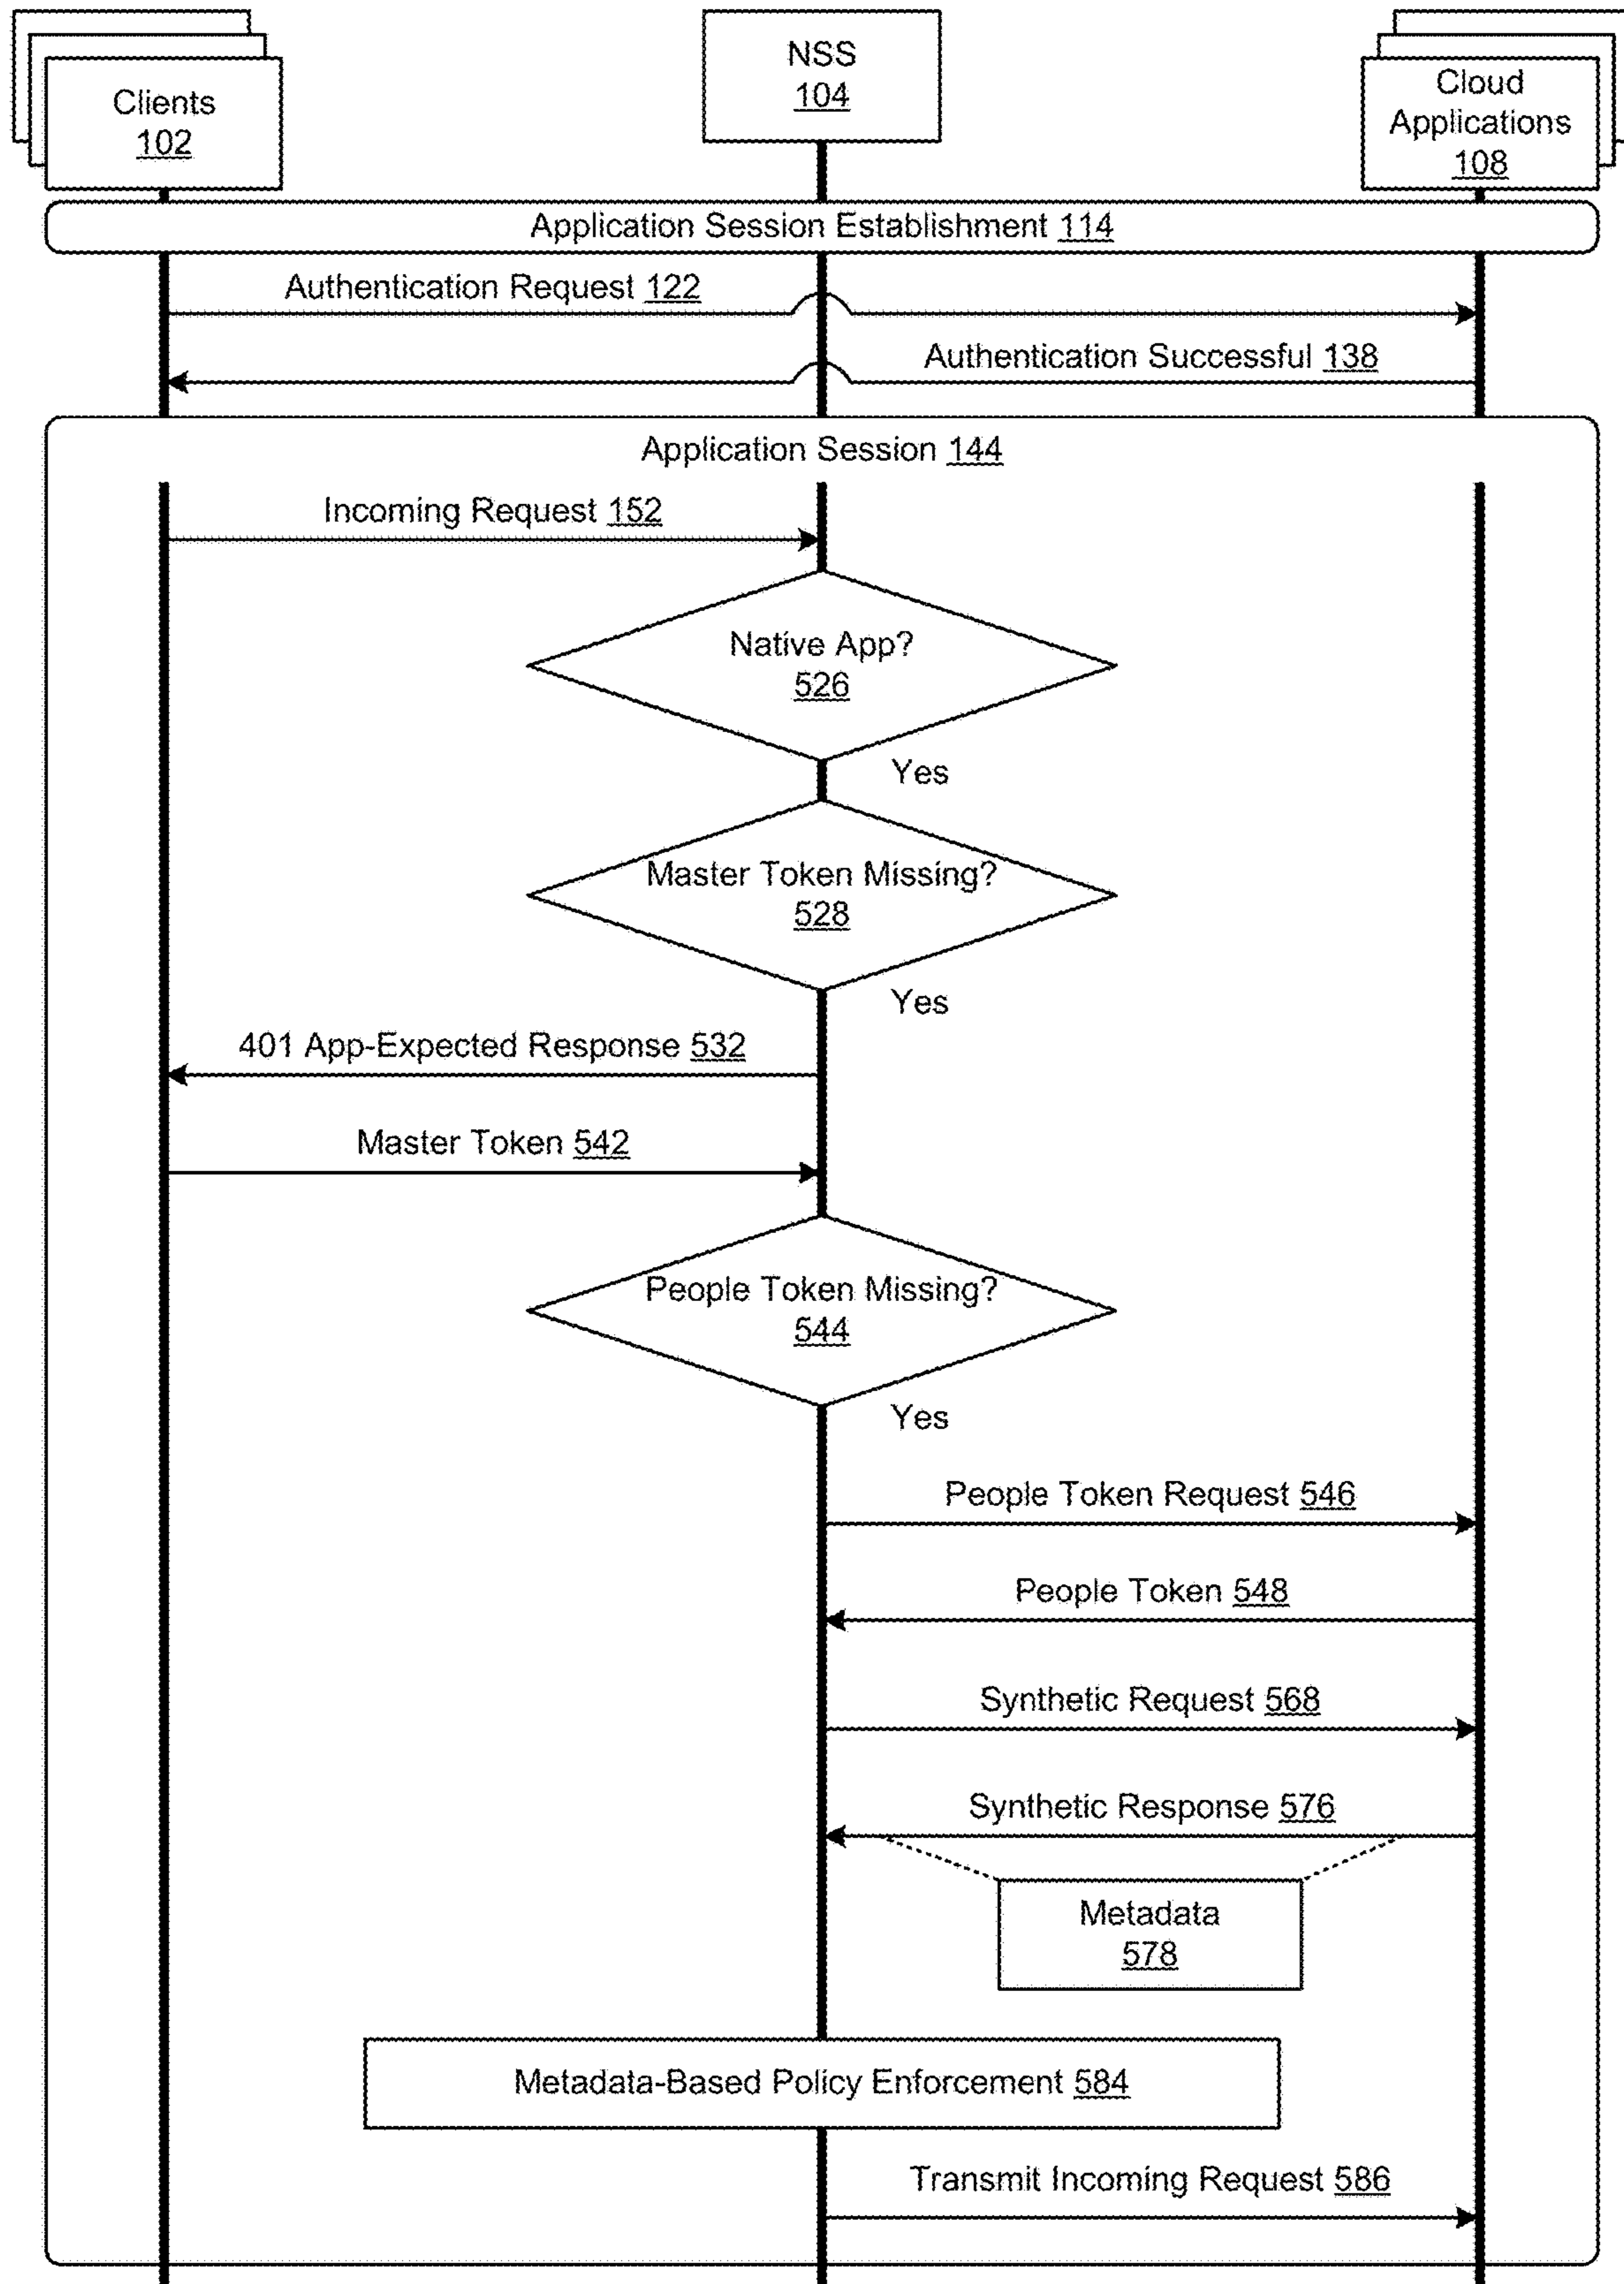 Clients
102
NSS
104
Cloud
Applications
108
Application Session Establishment 114
Authentication Request 122
Authentication Successful 138
Application Session 144
Incoming Request 152
Native App?
526
Yes
Master Token Missing?
528
Yes
401 App-Expected Response 532
Master Token 542
People Token Missing?
544
Yes
People Token Request 546
People Token 548
Synthetic Request 568
Synthetic Response 576
Metadata
578
Metadata-Based Policy Enforcement 584
Transmit Incoming Request 586